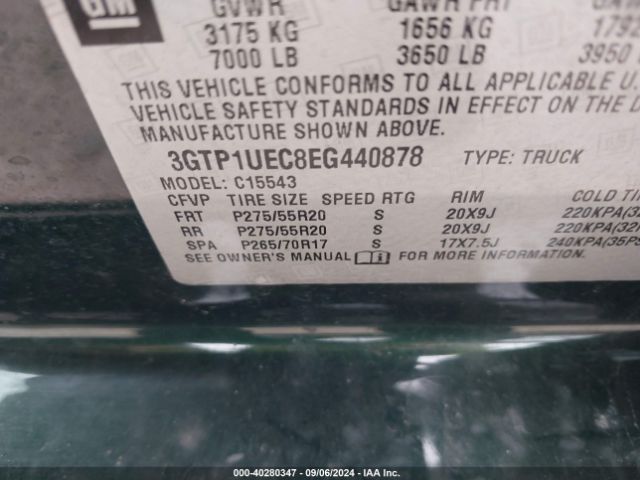 GM
GVWR GAWR FRT
3175 KG 1656 KG 1792
7000 LB 3650 LB 3950
THIS VEHICLE CONFORMS TO ALL APPLICABLE U.
VEHICLE SAFETY STANDARDS IN EFFECT ON THE D
MANUFACTURE SHOWN ABOVE.
3GTP1UEC8EG440878 TYPE: TRUCK
MODEL: C15543
CFVP TIRE SIZE SPEED RTG RIM COLD TI
FRT P275/55R20 S 20X9J 220KPA(32
RR P275/55R20 S 20X9J 220KPA(32
SPA P265/70R17 S 17X7.5J 240KPA(35PS
SEE OWNER'S MANUAL FOR MORE INFORMATION.
000-40280347 - 09/06/2024 - IAA Inc.